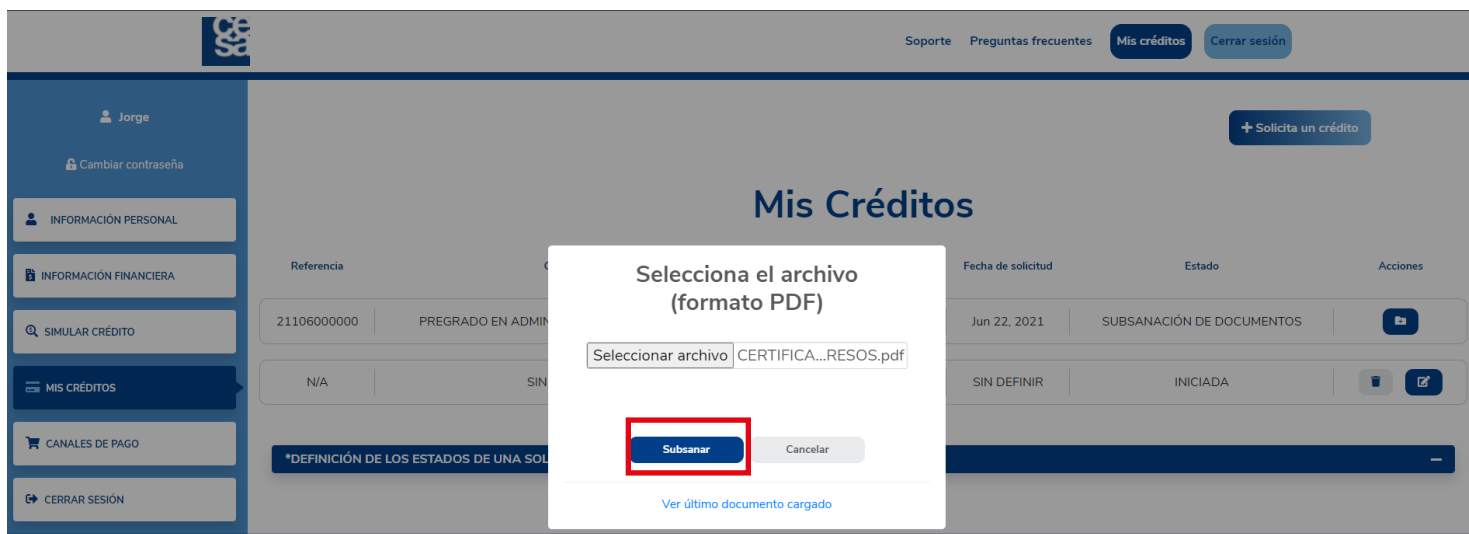 cesa
Soporte Preguntas frecuentes Mis créditos Cerrar sesión
Jorge
Cambiar contraseña
INFORMACIÓN PERSONAL
INFORMACIÓN FINANCIERA
SIMULAR CRÉDITO
MIS CRÉDITOS
CANALES DE PAGO
CERRAR SESIÓN
+ Solicita un crédito
Mis Créditos
Referencia Fecha de solicitud Estado Acciones
21106000000 PREGRADO EN ADMIN Jun 22, 2021 SUBSANACIÓN DE DOCUMENTOS
N/A SIN SIN DEFINIR INICIADA
*DEFINICIÓN DE LOS ESTADOS DE UNA SOL
Selecciona el archivo
(formato PDF)
Seleccionar archivo CERTIFICA...RESOS.pdf
Subsanar Cancelar
Ver último documento cargado